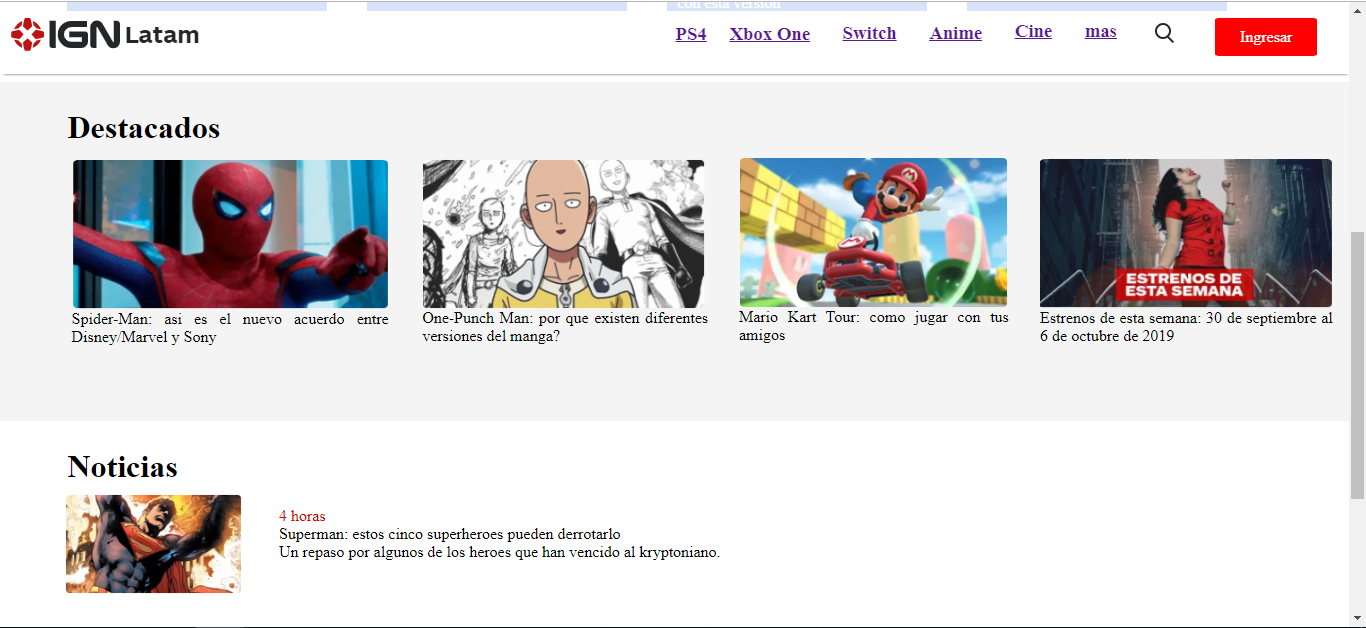 con esta versión
IGN Latam
PS4 Xbox One Switch Anime Cine mas Ingresar
Destacados
ESTRENOS DE
ESTA SEMANA
Spider-Man: asi es el nuevo acuerdo entre
Disney/Marvel y Sony
One-Punch Man: por que existen diferentes
versiones del manga?
Mario Kart Tour: como jugar con tus
amigos
Estrenos de esta semana: 30 de septiembre al
6 de octubre de 2019
Noticias
4 horas
Superman: estos cinco superheroes pueden derrotarlo
Un repaso por algunos de los heroes que han vencido al kryptoniano.